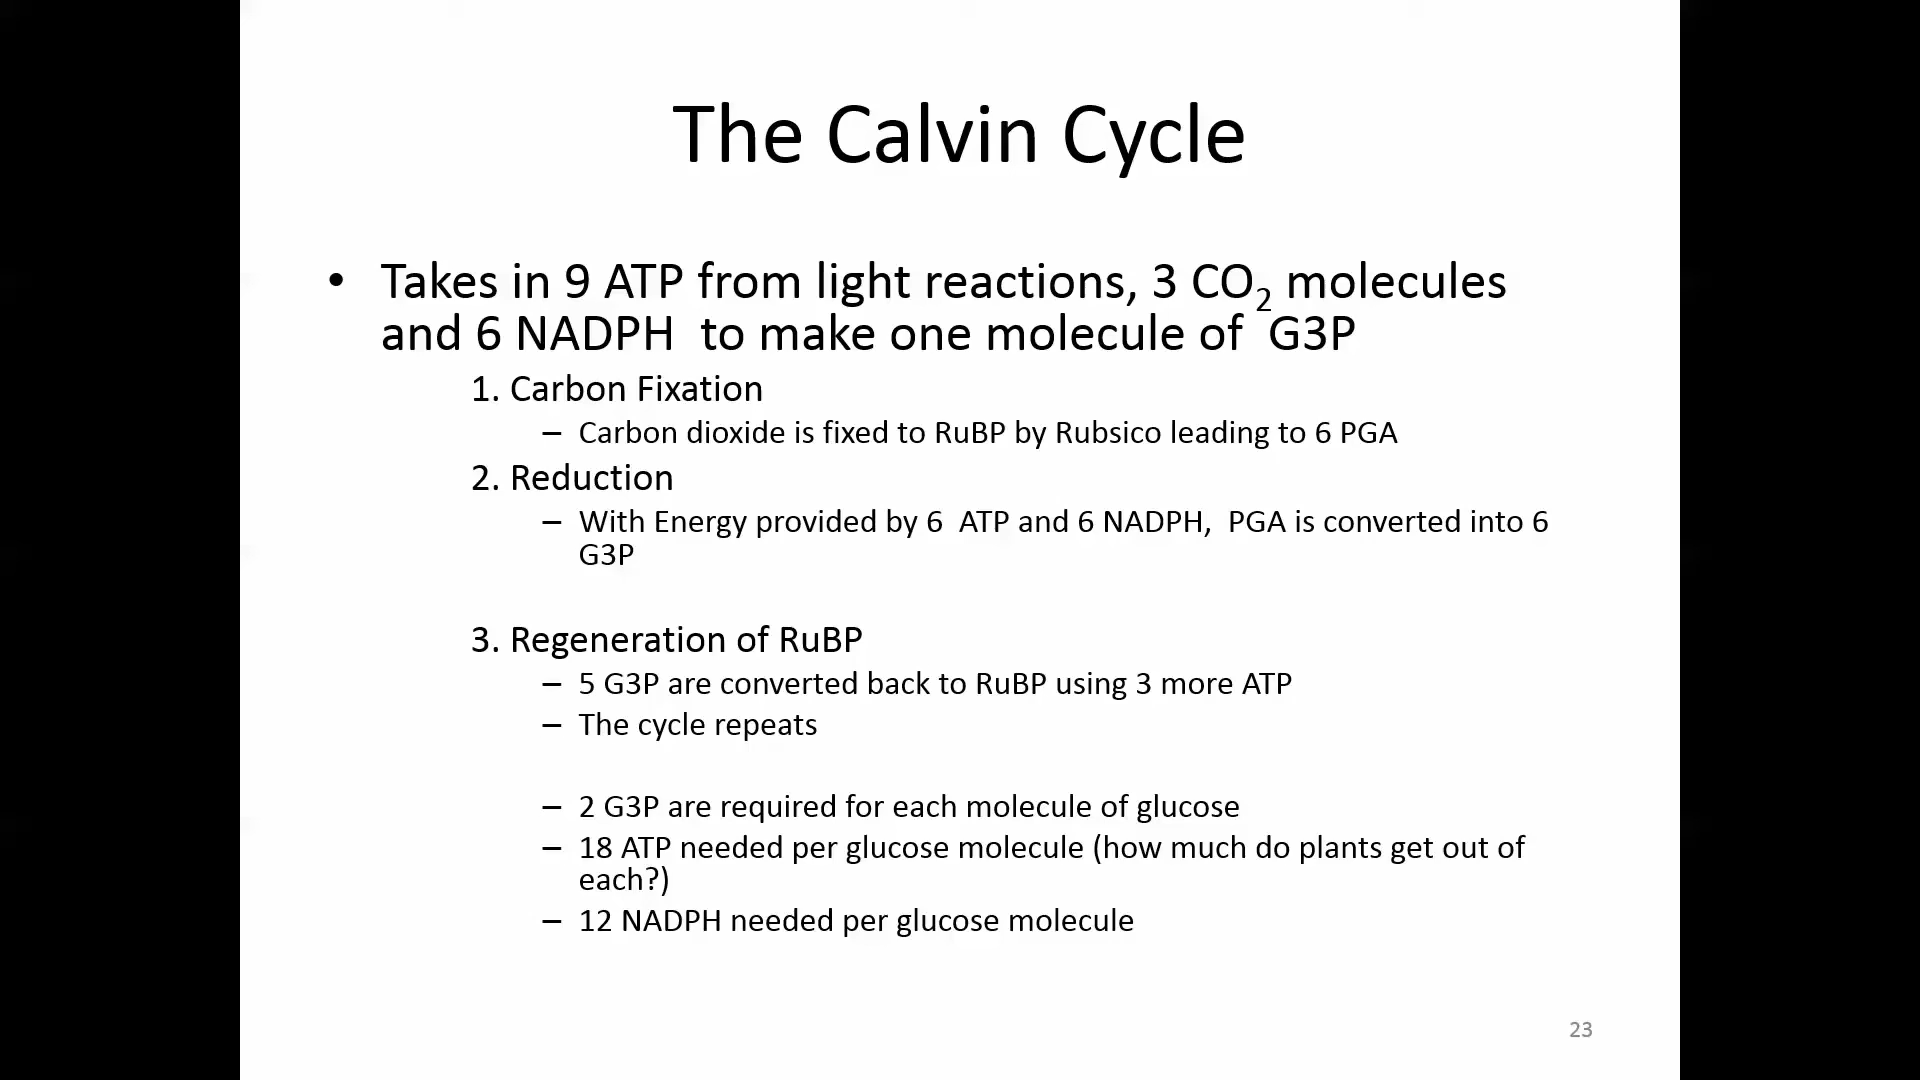 The Calvin Cycle
• Takes in 9 ATP from light reactions, 3 CO₂ molecules
and 6 NADPH  to make one molecule of  G3P
1. Carbon Fixation
– Carbon dioxide is fixed to RuBP by Rubsico leading to 6 PGA
2. Reduction
– With Energy provided by 6  ATP and 6 NADPH,  PGA is converted into 6
G3P
3. Regeneration of RuBP
– 5 G3P are converted back to RuBP using 3 more ATP
– The cycle repeats
– 2 G3P are required for each molecule of glucose
– 18 ATP needed per glucose molecule (how much do plants get out of
each?)
– 12 NADPH needed per glucose molecule
23